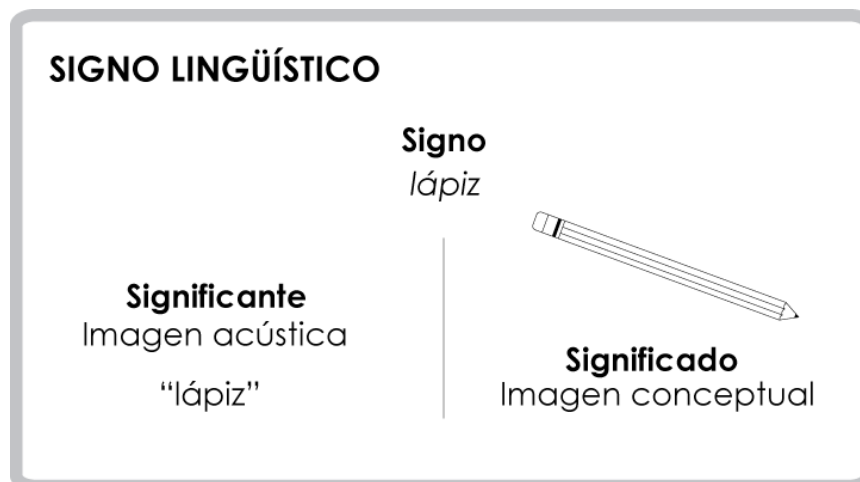 SIGNO LINGÜÍSTICO
Signo
lápiz
Significante
Imagen acústica
“lápiz”
Significado
Imagen conceptual